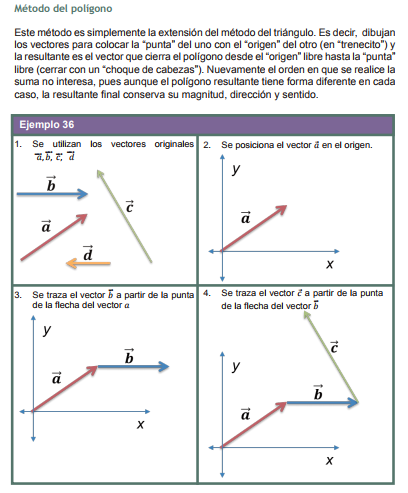 Método del polígono
Este método es simplemente la extensión del método del triángulo. Es decir, dibujan
los vectores para colocar la “punta” del uno con el “origen” del otro (en “trenecito”) y
la resultante es el vector que cierra el polígono desde el “origen” libre hasta la “punta”
libre (cerrar con un “choque de cabezas”). Nuevamente el orden en que se realice la
suma no interesa, pues aunque el polígono resultante tiene forma diferente en cada
caso, la resultante final conserva su magnitud, dirección y sentido.
Ejemplo 36
1. Se utilizan los vectores originales
a⃗, b⃗, c⃗, d⃗
b⃗
c⃗
a⃗
d⃗
2. Se posiciona el vector a⃗ en el origen.
y
a⃗
x
3. Se traza el vector b⃗ a partir de la punta
de la flecha del vector a
y
b⃗
a⃗
x
4. Se traza el vector c⃗ a partir de la punta
de la flecha del vector b⃗
c⃗
y
b⃗
a⃗
x